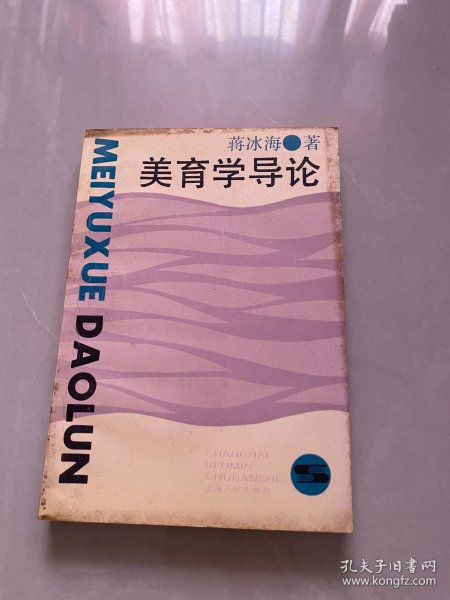 蒋冰海 著
美育学导论
MEIYUXUE DAOLUN
SHANGHAI
RENMIN
CHUBANSHE
上海人民出版社
孔夫子旧书网
www.kongfz.com